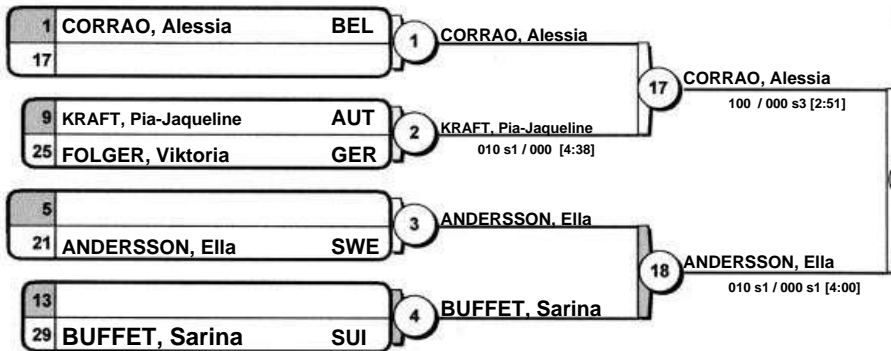 1 CORRAO, Alessia BEL
17
1
CORRAO, Alessia
17
CORRAO, Alessia
100 / 000 s3 [2:51]
9 KRAFT, Pia-Jaqueline AUT
25 FOLGER, Viktoria GER
2
KRAFT, Pia-Jaqueline
010 s1 / 000 [4:38]
5
21 ANDERSSON, Ella SWE
3
ANDERSSON, Ella
18
ANDERSSON, Ella
010 s1 / 000 s1 [4:00]
13
29 BUFFET, Sarina SUI
4
BUFFET, Sarina